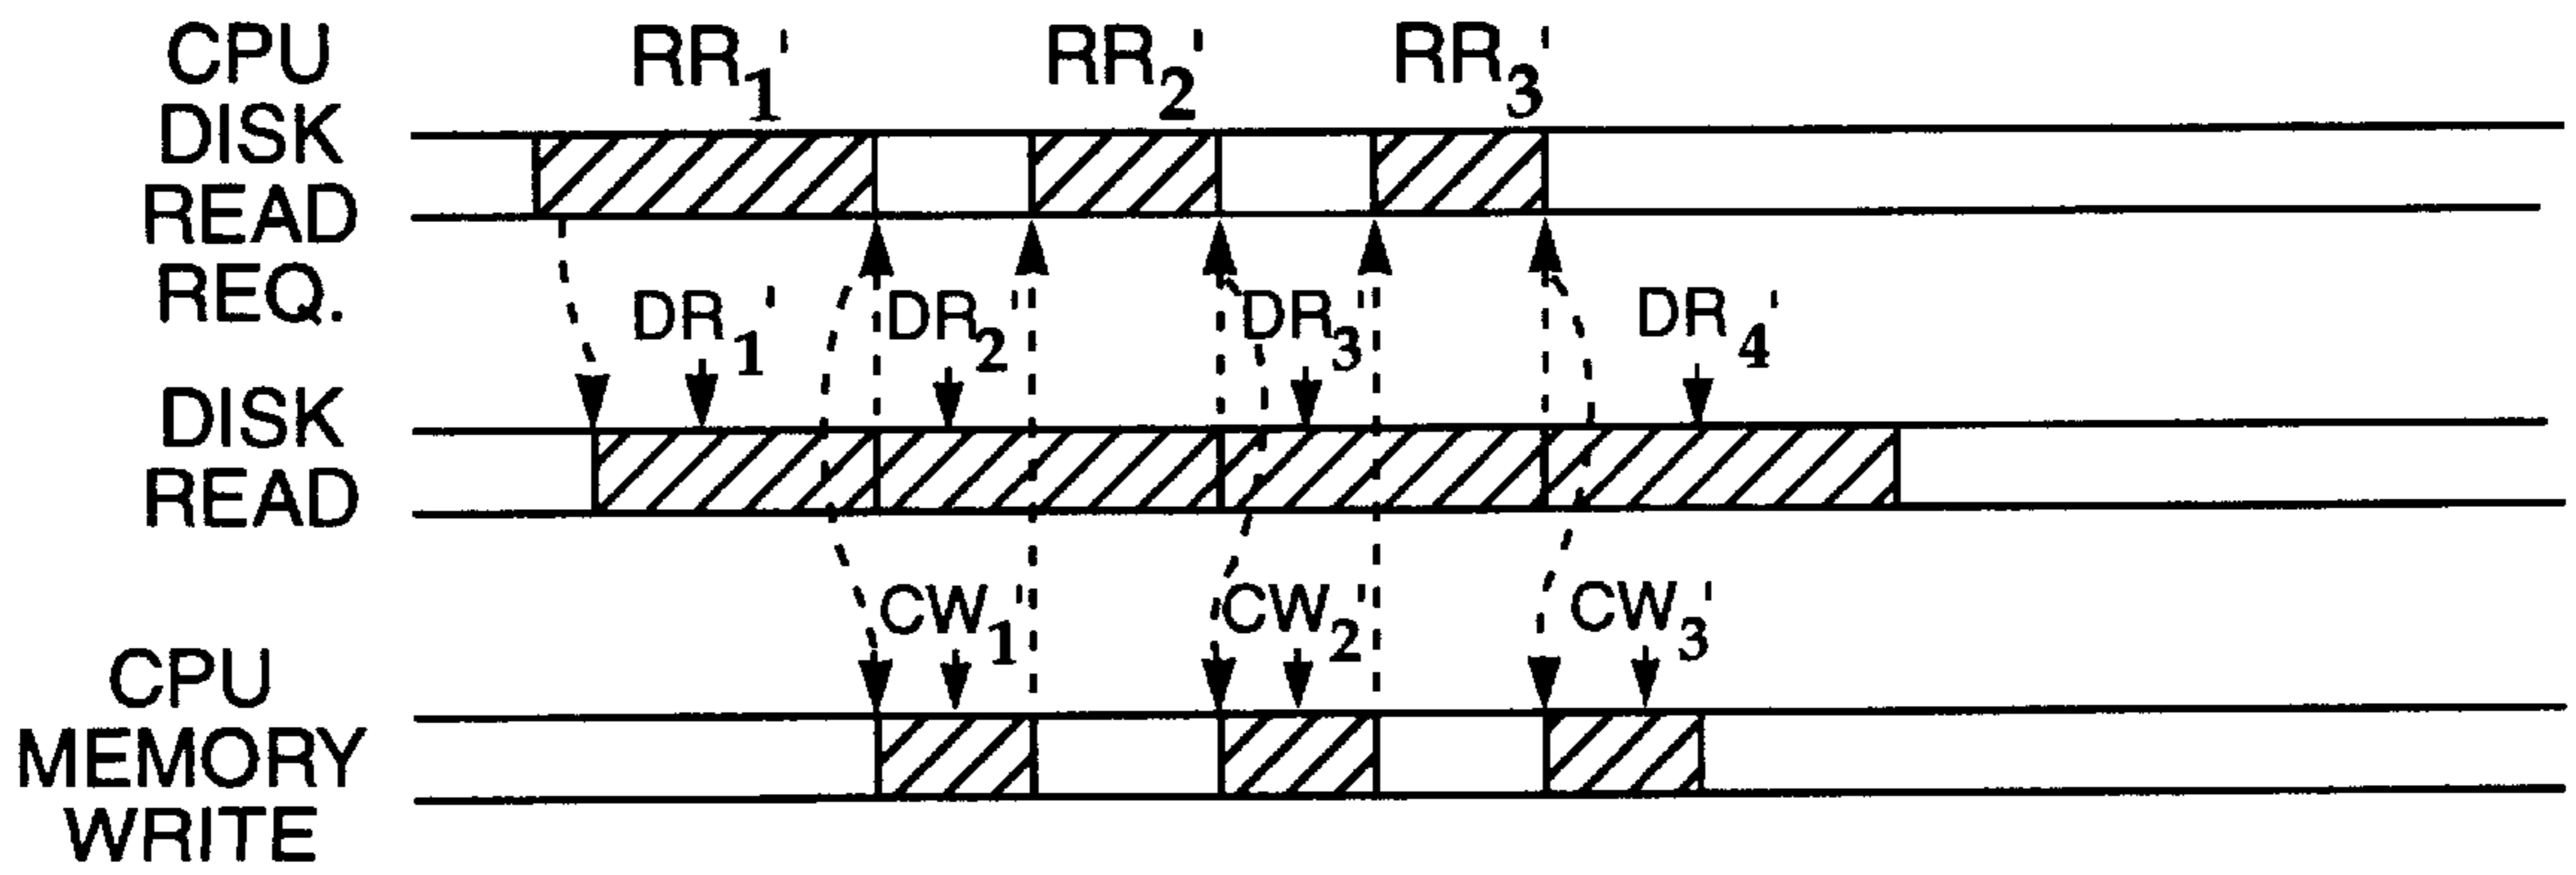 CPU
DISK
READ
REQ.
RR₁' RR₂' RR₃'
DR₁' DR₂' DR₃' DR₄'
DISK
READ
CW₁' CW₂' CW₃'
CPU
MEMORY
WRITE